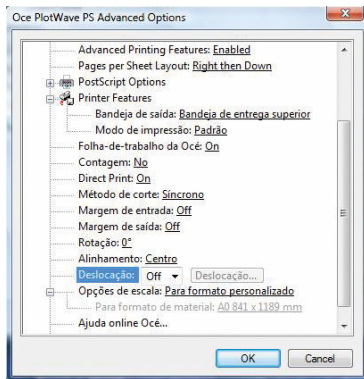 Oce PlotWave PS Advanced Options
Advanced Printing Features: Enabled
Pages per Sheet Layout: Right then Down
PostScript Options
Printer Features
Bandeja de saída: Bandeja de entrega superior
Modo de impressão: Padrão
Folha-de-trabalho da Océ: On
Contagem: No
Direct Print: On
Método de corte: Síncrono
Margem de entrada: Off
Margem de saída: Off
Rotação: 0°
Alinhamento: Centro
Deslocação: Off Deslocação...
Opções de escala: Para formato personalizado
Para formato de material: A0 841 x 1189 mm
Ajuda online Océ...
OK Cancel